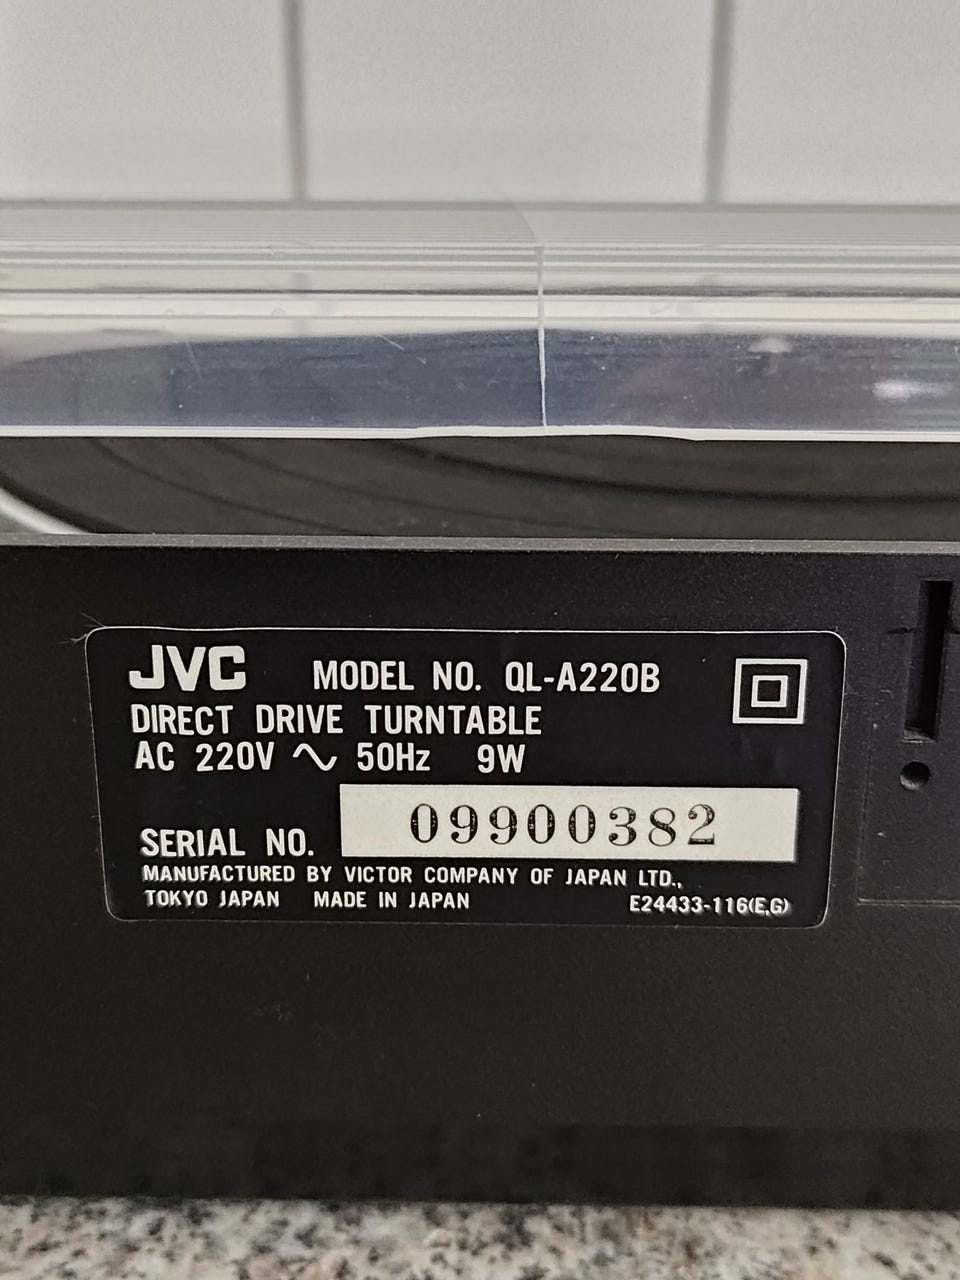 JVC MODEL NO. QL-A220B
DIRECT DRIVE TURNTABLE
AC 220V ∿ 50Hz 9W
SERIAL NO. 09900382
MANUFACTURED BY VICTOR COMPANY OF JAPAN LTD.,
TOKYO JAPAN MADE IN JAPAN E24433-116(E,G)